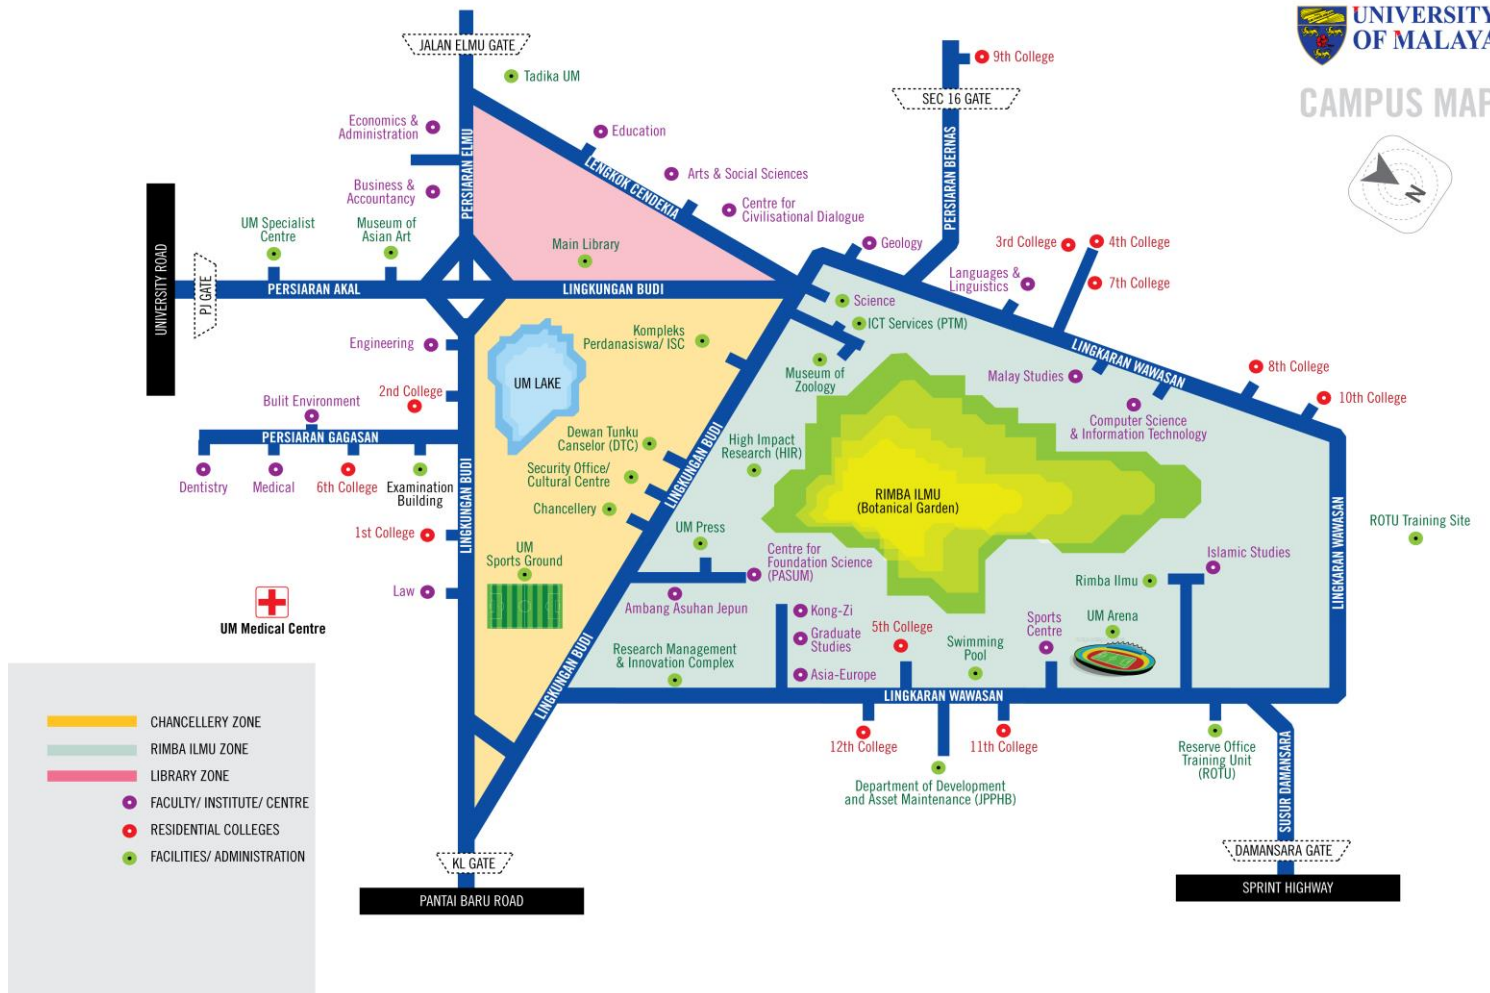 UNIVERSITY
OF MALAYA
CAMPUS MAP
N
JALAN ELMU GATE
Tadika UM
9th College
SEC 16 GATE
Economics &
Administration
PERSIARAN ELMU
Education
LENGKOK CENDEKIA
Arts & Social Sciences
Centre for
Civilisational Dialogue
PERSIARAN BERNAS
Business &
Accountancy
UNIVERSITY ROAD
PJ GATE
UM Specialist
Centre
Museum of
Asian Art
Main Library
Geology
3rd College
4th College
7th College
Languages &
Linguistics
PERSIARAN AKAL
LINGKUNGAN BUDI
Science
ICT Services (PTM)
Museum of
Zoology
Kompleks
Perdanasiswa/ ISC
Engineering
UM LAKE
2nd College
Bulit Environment
PERSIARAN GAGASAN
Dentistry
Medical
6th College
Examination
Building
LINGKUNGAN BUDI
Dewan Tunku
Canselor (DTC)
Security Office/
Cultural Centre
Chancellery
LINGKUNGAN BUDI
High Impact
Research (HIR)
Malay Studies
LINGKARAN WAWASAN
Computer Science
& Information Technology
8th College
10th College
RIMBA ILMU
(Botanical Garden)
LINGKARAN WAWASAN
ROTU Training Site
1st College
Law
UM
Sports Ground
UM Press
Centre for
Foundation Science
(PASUM)
Ambang Asuhan Jepun
Islamic Studies
Rimba Ilmu
UM Arena
Sports
Centre
Kong-Zi
Graduate
Studies
Asia-Europe
5th College
Swimming
Pool
Research Management
& Innovation Complex
LINGKUNGAN BUDI
LINGKARAN WAWASAN
12th College
11th College
Department of Development
and Asset Maintenance (JPPHB)
Reserve Office
Training Unit
(ROTU)
SUSUR DAMANSARA
DAMANSARA GATE
SPRINT HIGHWAY
KL GATE
PANTAI BARU ROAD
UM Medical Centre
CHANCELLERY ZONE
RIMBA ILMU ZONE
LIBRARY ZONE
FACULTY/ INSTITUTE/ CENTRE
RESIDENTIAL COLLEGES
FACILITIES/ ADMINISTRATION